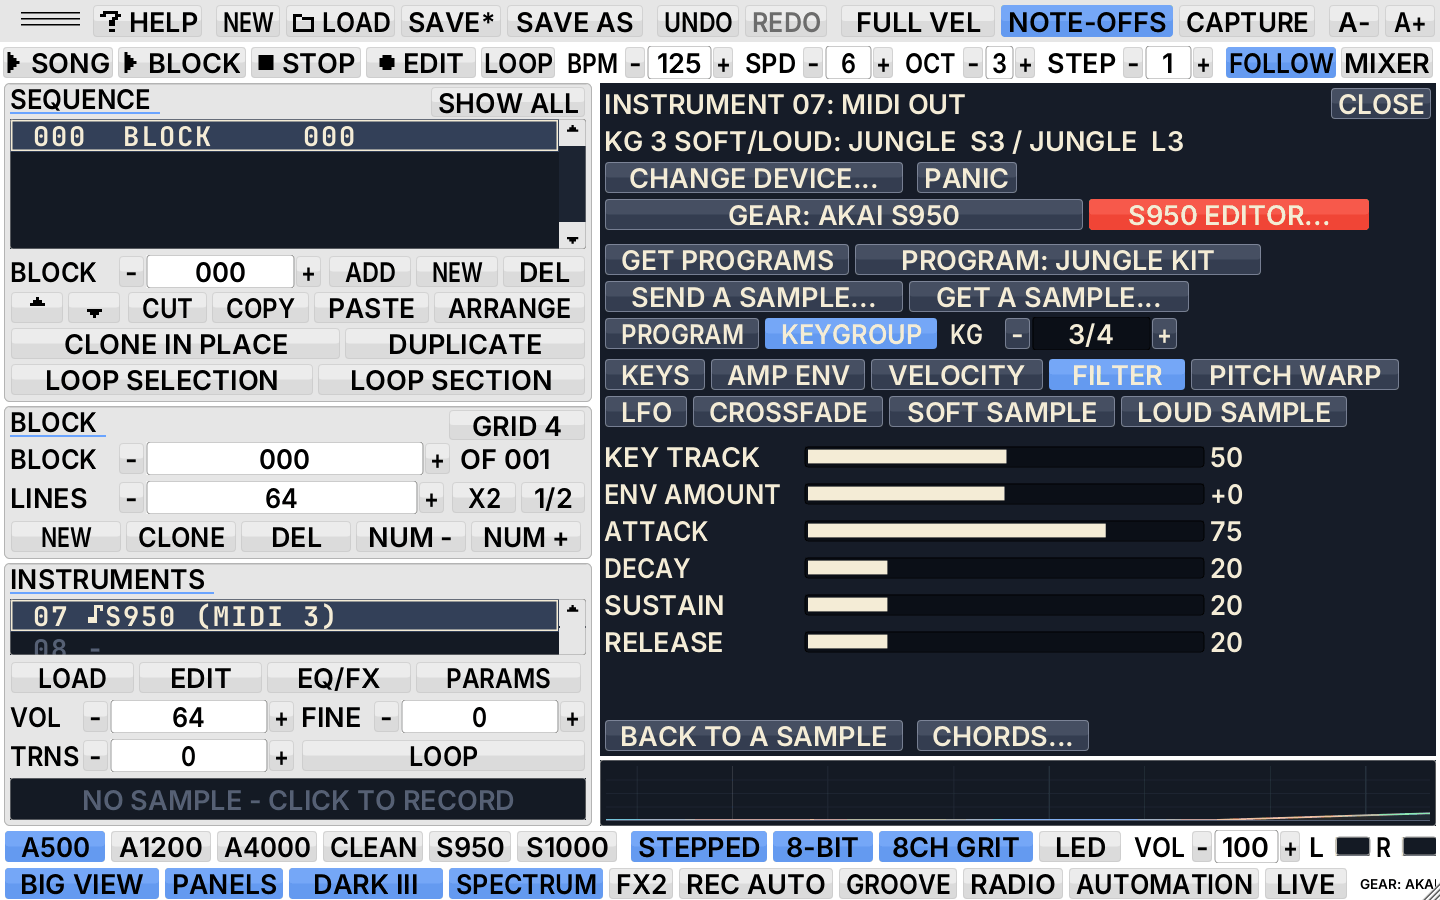 HELP NEW LOAD SAVE* SAVE AS UNDO REDO FULL VEL NOTE-OFFS CAPTURE A- A+
SONG BLOCK STOP EDIT LOOP BPM - 125 + SPD - 6 + OCT - 3 + STEP - 1 + FOLLOW MIXER
SEQUENCE SHOW ALL
000 BLOCK 000
BLOCK - 000 + ADD NEW DEL
CUT COPY PASTE ARRANGE
CLONE IN PLACE DUPLICATE
LOOP SELECTION LOOP SECTION
BLOCK GRID 4
BLOCK - 000 + OF 001
LINES - 64 + X2 1/2
NEW CLONE DEL NUM - NUM +
INSTRUMENTS
07 ♪S950 (MIDI 3)
08 -
LOAD EDIT EQ/FX PARAMS
VOL - 64 + FINE - 0 +
TRNS - 0 + LOOP
NO SAMPLE - CLICK TO RECORD
INSTRUMENT 07: MIDI OUT CLOSE
KG 3 SOFT/LOUD: JUNGLE S3 / JUNGLE L3
CHANGE DEVICE... PANIC
GEAR: AKAI S950 S950 EDITOR...
GET PROGRAMS PROGRAM: JUNGLE KIT
SEND A SAMPLE... GET A SAMPLE...
PROGRAM KEYGROUP KG - 3/4 +
KEYS AMP ENV VELOCITY FILTER PITCH WARP
LFO CROSSFADE SOFT SAMPLE LOUD SAMPLE
KEY TRACK 50
ENV AMOUNT +0
ATTACK 75
DECAY 20
SUSTAIN 20
RELEASE 20
BACK TO A SAMPLE CHORDS...
A500 A1200 A4000 CLEAN S950 S1000 STEPPED 8-BIT 8CH GRIT LED VOL - 100 + L R
BIG VIEW PANELS DARK III SPECTRUM FX2 REC AUTO GROOVE RADIO AUTOMATION LIVE GEAR: AKAI